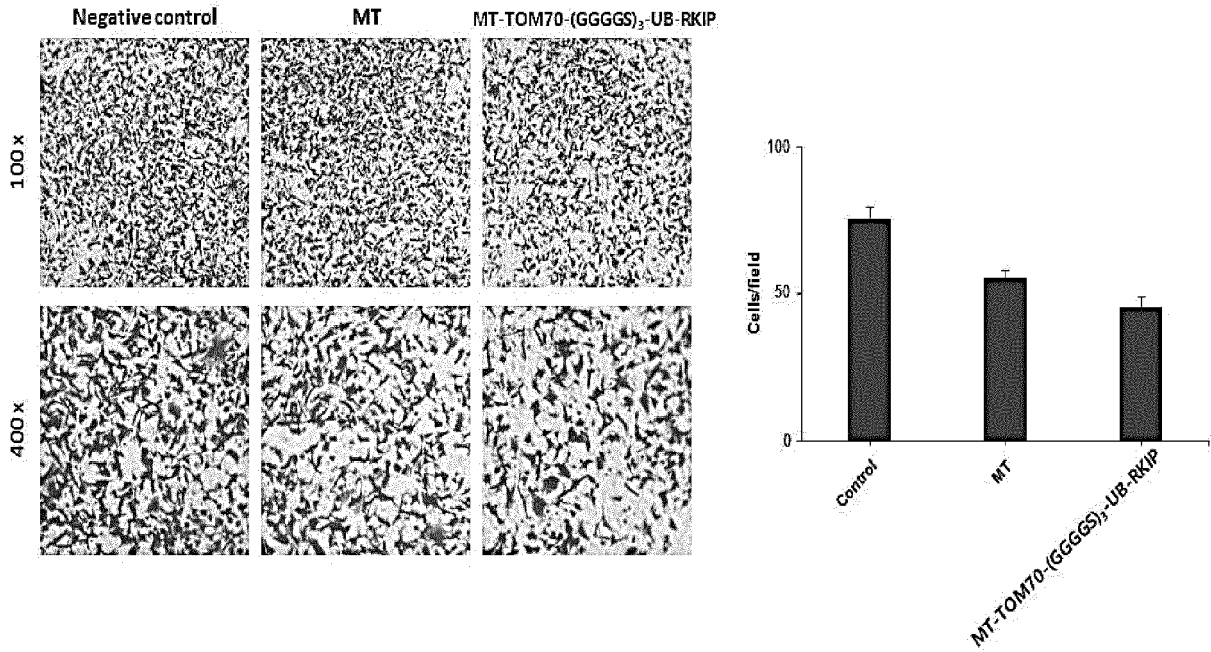 Negative control
MT
MT-TOM70-(GGGGS)₃-UB-RKIP
100 x
400 x
100
50
0
Cells/field
Control
MT
MT-TOM70-(GGGGS)₃-UB-RKIP